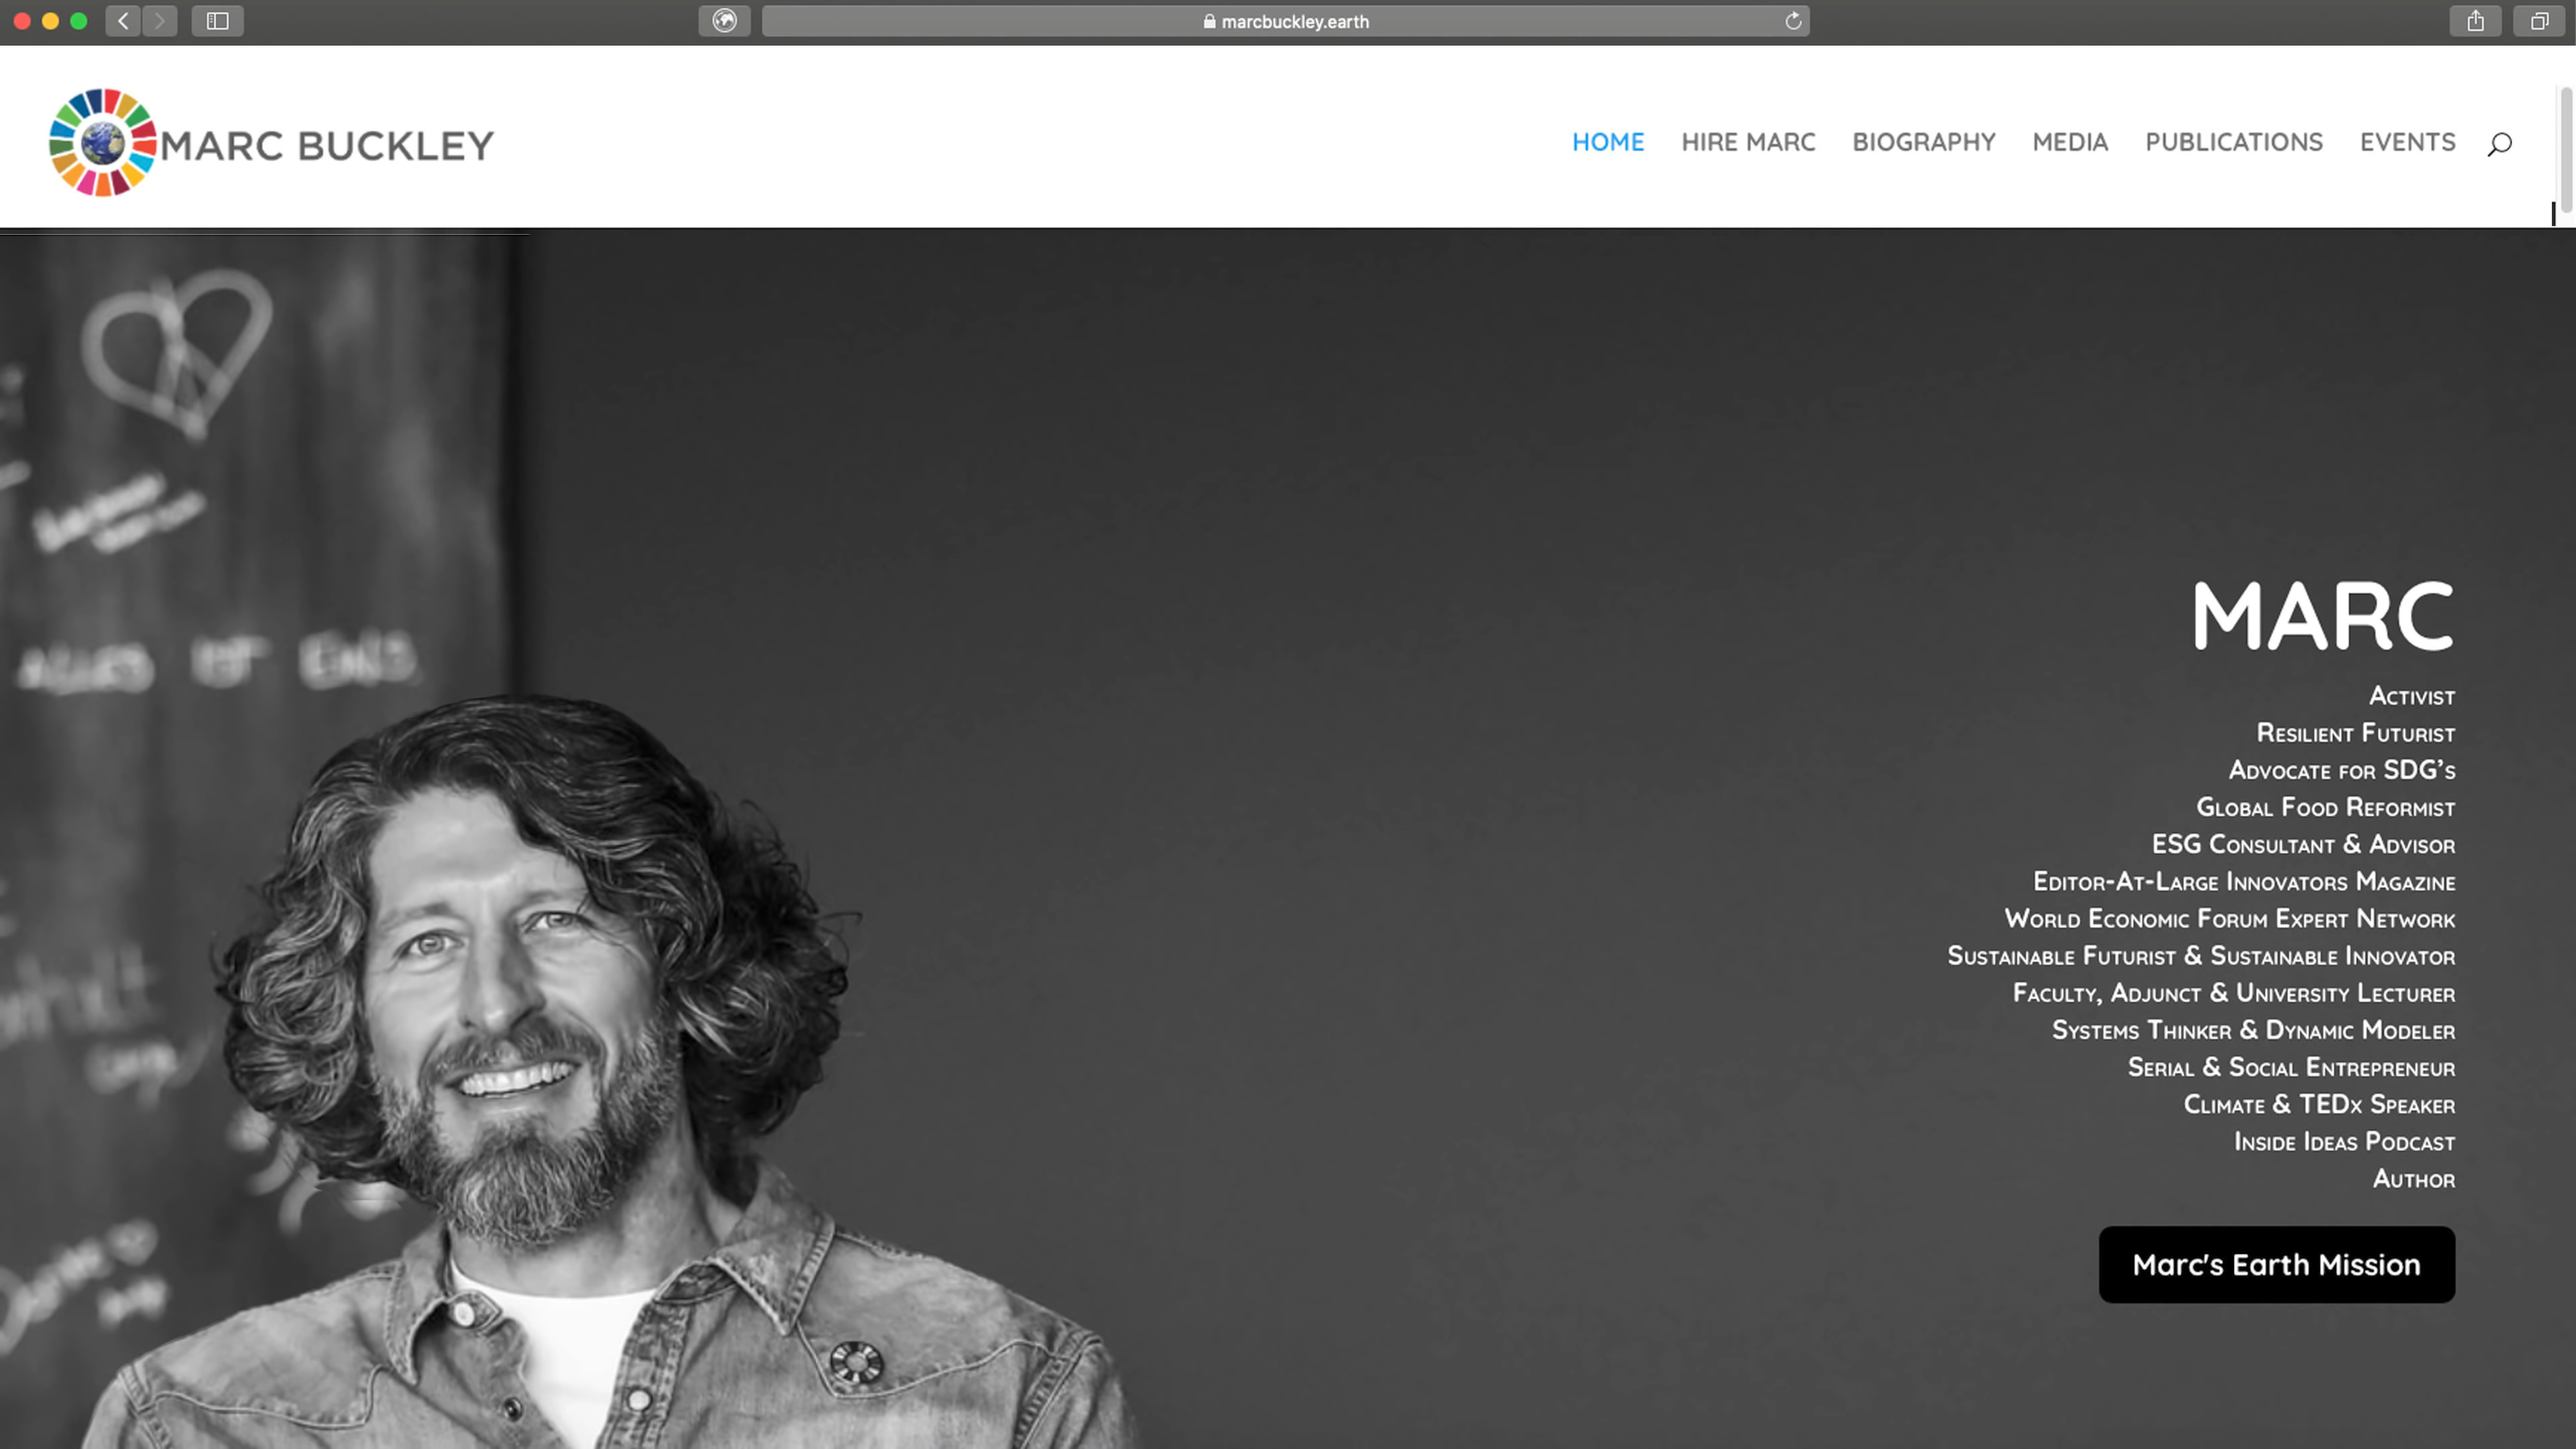 marcbuckley.earth
MARC BUCKLEY
HOME HIRE MARC BIOGRAPHY MEDIA PUBLICATIONS EVENTS
MARC
Activist
Resilient Futurist
Advocate for SDG's
Global Food Reformist
ESG Consultant & Advisor
Editor-At-Large Innovators Magazine
World Economic Forum Expert Network
Sustainable Futurist & Sustainable Innovator
Faculty, Adjunct & University Lecturer
Systems Thinker & Dynamic Modeler
Serial & Social Entrepreneur
Climate & TEDx Speaker
Inside Ideas Podcast
Author
Marc's Earth Mission